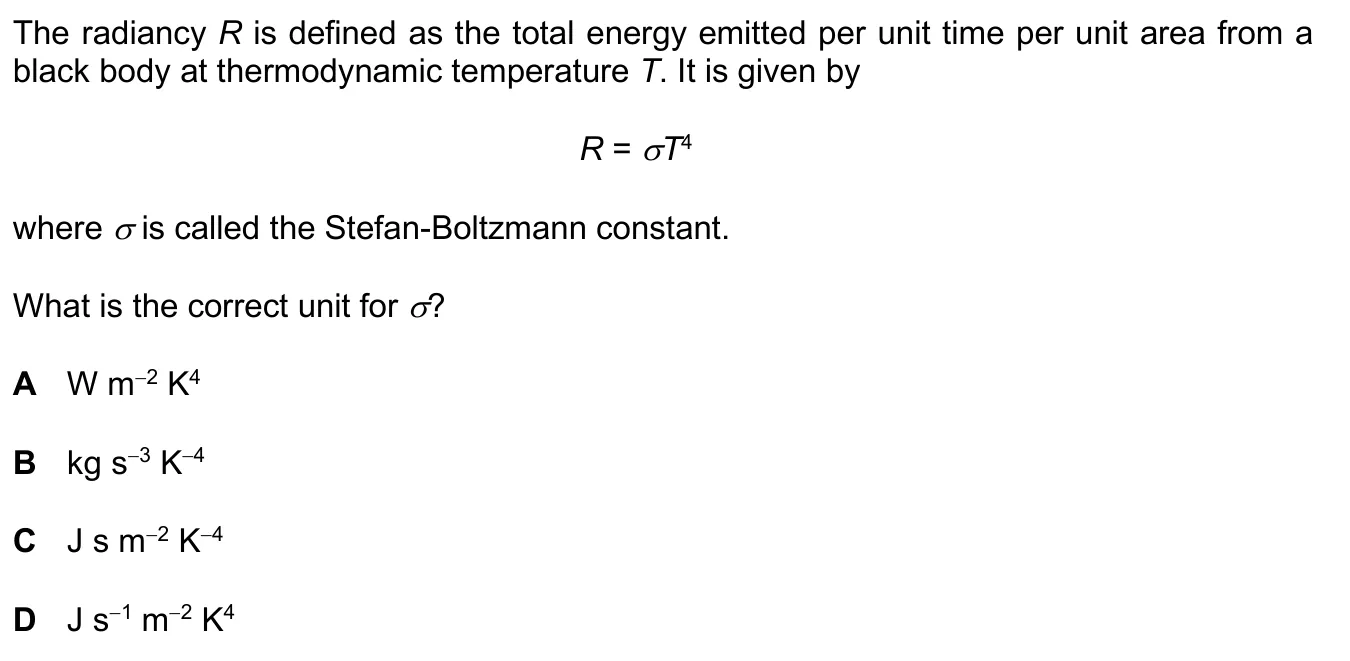 The radiancy R is defined as the total energy emitted per unit time per unit area from a
black body at thermodynamic temperature T. It is given by
R = σT⁴
where σ is called the Stefan-Boltzmann constant.
What is the correct unit for σ?
A W m⁻² K⁴
B kg s⁻³ K⁻⁴
C J s m⁻² K⁻⁴
D J s⁻¹ m⁻² K⁴